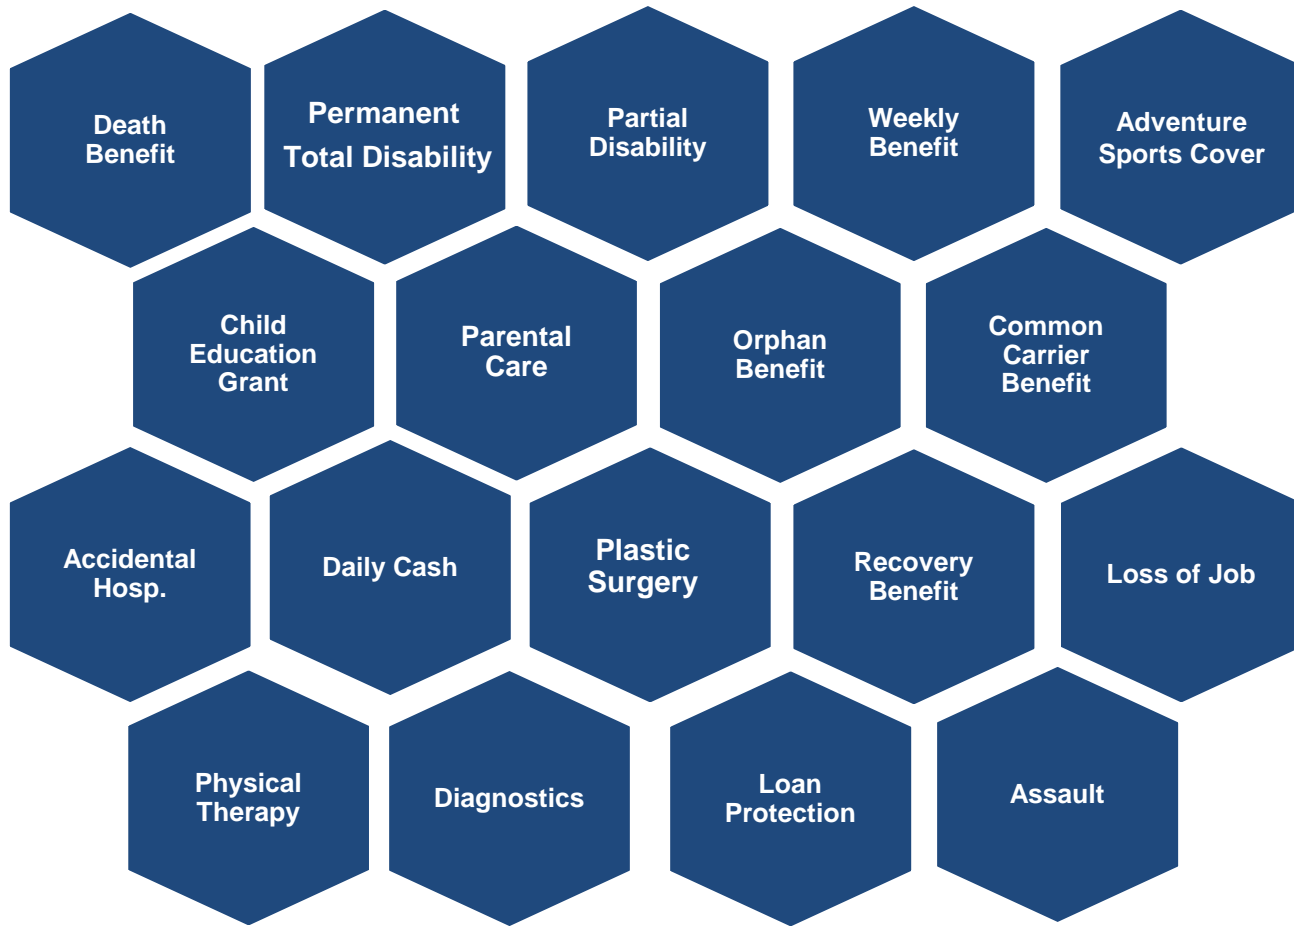 Death
Benefit
Permanent
Total Disability
Partial
Disability
Weekly
Benefit
Adventure
Sports Cover
Child
Education
Grant
Parental
Care
Orphan
Benefit
Common
Carrier
Benefit
Accidental
Hosp.
Daily Cash
Plastic
Surgery
Recovery
Benefit
Loss of Job
Physical
Therapy
Diagnostics
Loan
Protection
Assault